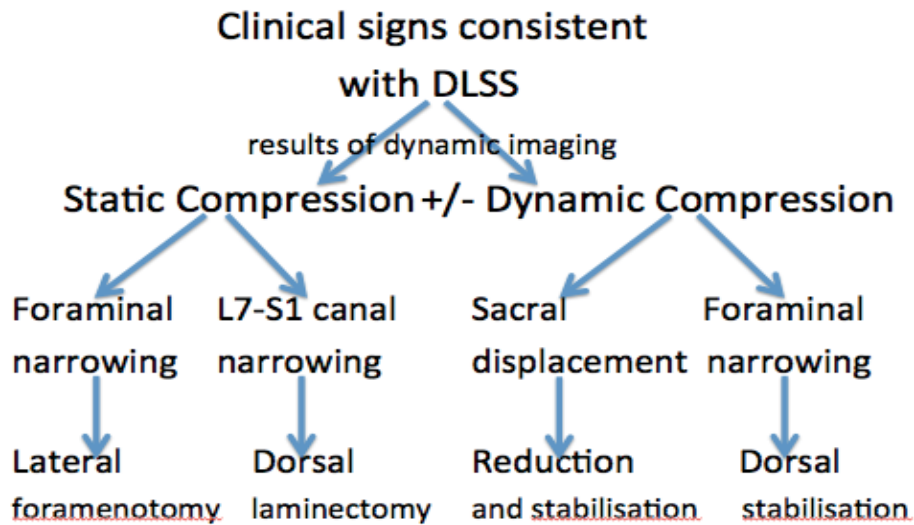 Clinical signs consistent
with DLSS
results of dynamic imaging
Static Compression +/- Dynamic Compression
Foraminal
narrowing
L7-S1 canal
narrowing
Sacral
displacement
Foraminal
narrowing
Lateral
foramenotomy
Dorsal
laminectomy
Reduction
and stabilisation
Dorsal
stabilisation